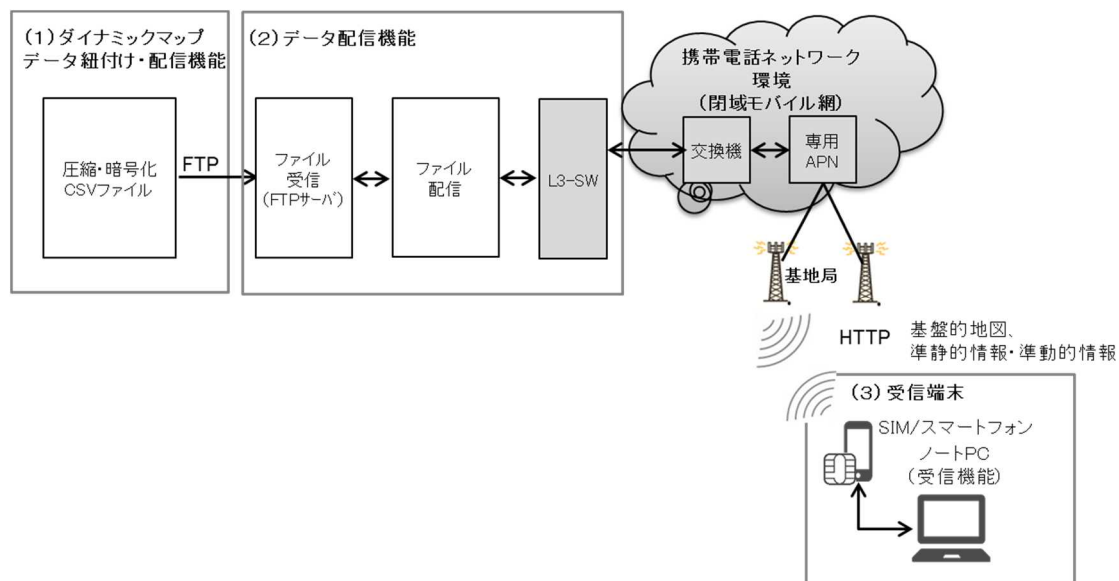 (1)ダイナミックマップ
データ紐付け・配信機能
圧縮・暗号化
CSVファイル
FTP
(2)データ配信機能
ファイル
受信
(FTPサーバ)
ファイル
配信
L3-SW
携帯電話ネットワーク
環境
(閉域モバイル網)
交換機
専用
APN
基地局
HTTP
基盤的地図、
準静的情報・準動的情報
(3)受信端末
SIM/スマートフォン
ノートPC
(受信機能)